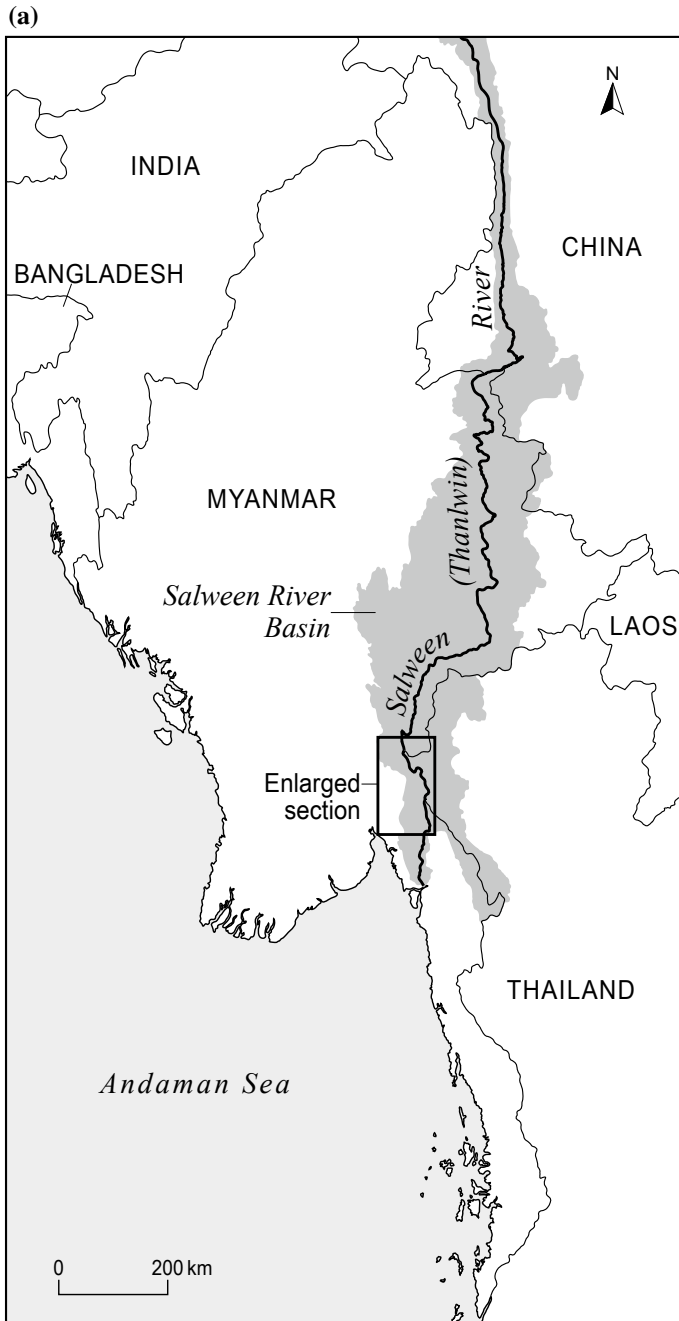 (a)
N
INDIA
CHINA
BANGLADESH
River
MYANMAR
(Thanlwin)
Salween River
Basin
LAOS
Salween
Enlarged
section
THAILAND
Andaman Sea
0 200 km